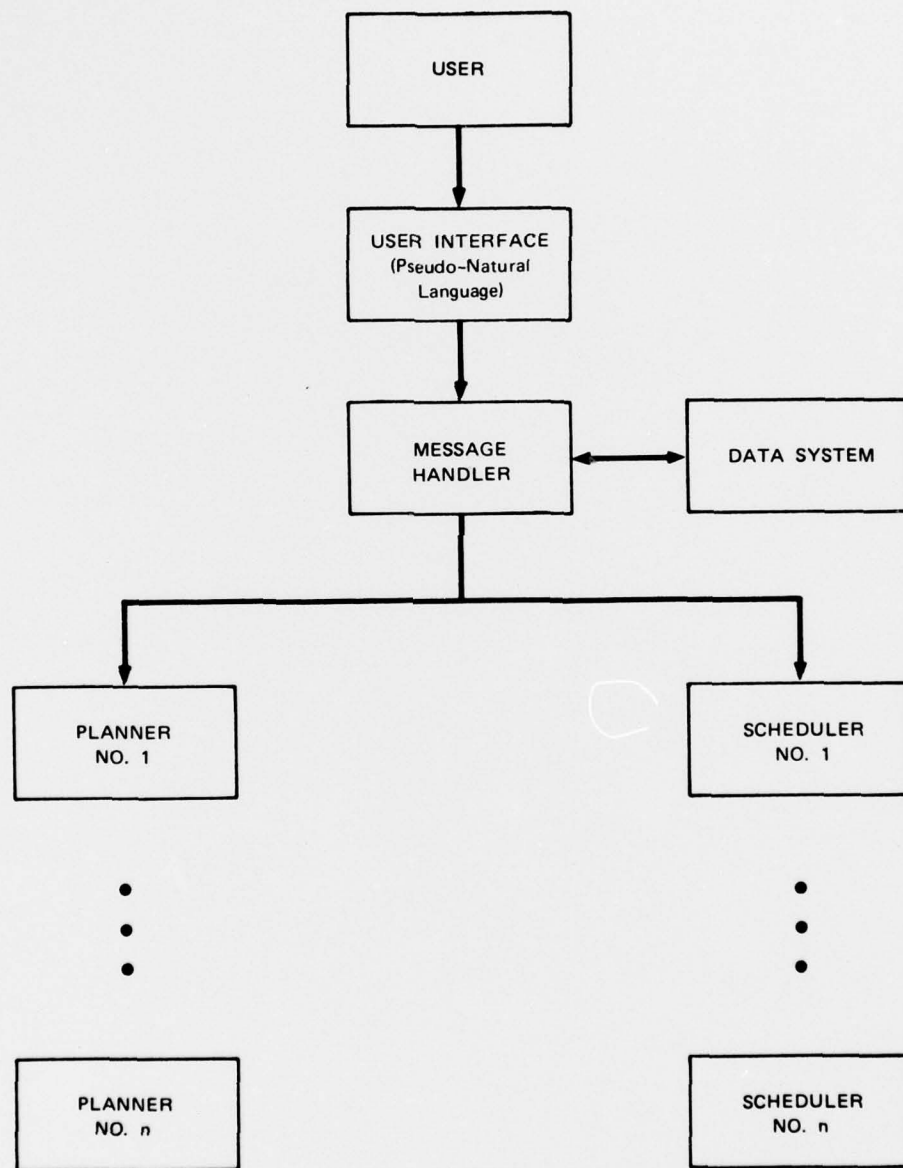 USER
USER INTERFACE
(Pseudo-Natural
Language)
MESSAGE
HANDLER
DATA SYSTEM
PLANNER
NO. 1
SCHEDULER
NO. 1
PLANNER
NO. n
SCHEDULER
NO. n